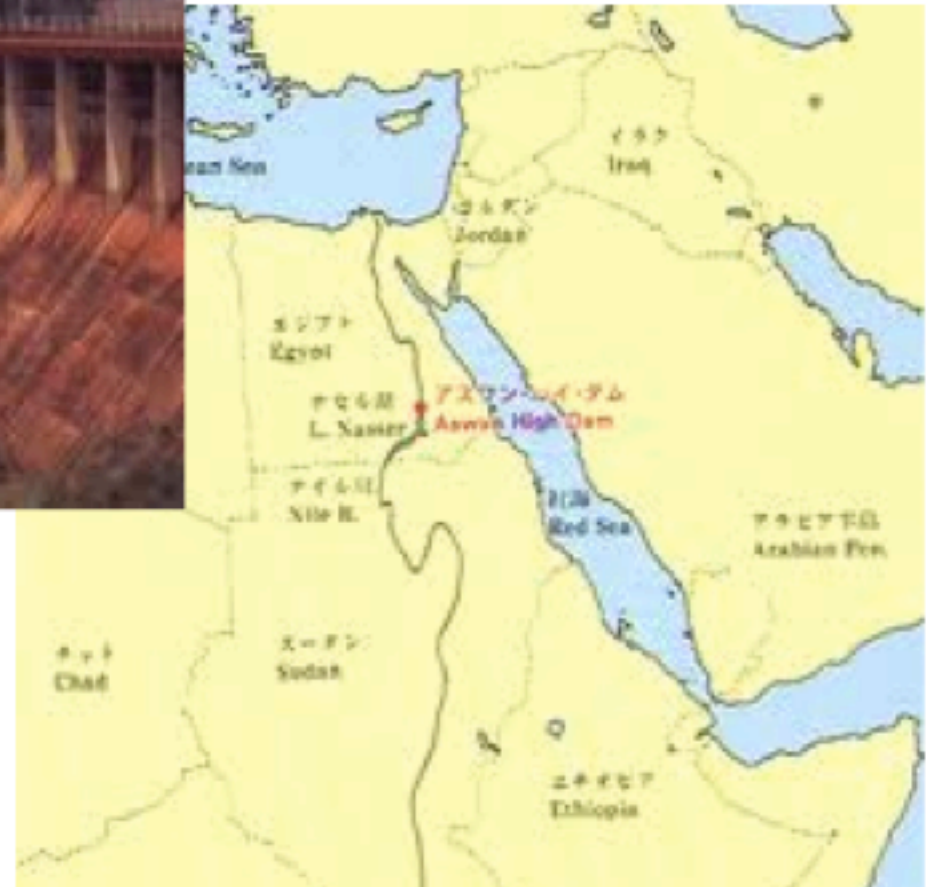 イラク
Iraq
ean Sea
ヨルダン
Jordan
エジプト
Egypt
ナセル湖
L. Nasser
アスワン・ハイ・ダム
Aswan High Dam
ナイル川
Nile R.
紅海
Red Sea
アラビア半島
Arabian Pen.
チャド
Chad
スーダン
Sudan
エチオピア
Ethiopia